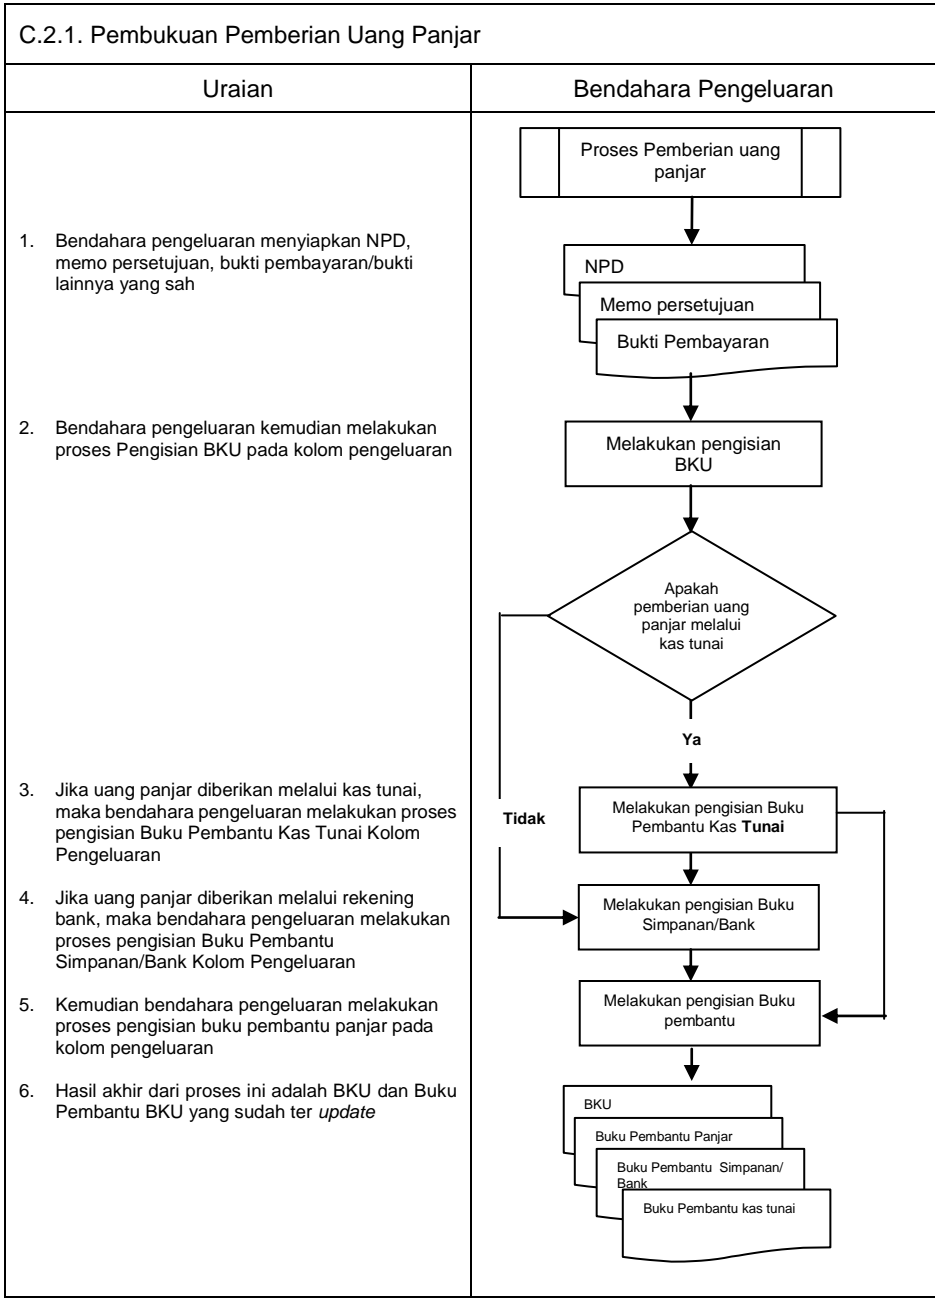 C.2.1. Pembukuan Pemberian Uang Panjar
Uraian
Bendahara Pengeluaran
1. Bendahara pengeluaran menyiapkan NPD,
memo persetujuan, bukti pembayaran/bukti
lainnya yang sah
2. Bendahara pengeluaran kemudian melakukan
proses Pengisian BKU pada kolom pengeluaran
3. Jika uang panjar diberikan melalui kas tunai,
maka bendahara pengeluaran melakukan proses
pengisian Buku Pembantu Kas Tunai Kolom
Pengeluaran
4. Jika uang panjar diberikan melalui rekening
bank, maka bendahara pengeluaran melakukan
proses pengisian Buku Pembantu
Simpanan/Bank Kolom Pengeluaran
5. Kemudian bendahara pengeluaran melakukan
proses pengisian buku pembantu panjar pada
kolom pengeluaran
6. Hasil akhir dari proses ini adalah BKU dan Buku
Pembantu BKU yang sudah ter update
Proses Pemberian uang
panjar
NPD
Memo persetujuan
Bukti Pembayaran
Melakukan pengisian
BKU
Apakah
pemberian uang
panjar melalui
kas tunai
Ya
Tidak
Melakukan pengisian Buku
Pembantu Kas Tunai
Melakukan pengisian Buku
Simpanan/Bank
Melakukan pengisian Buku
pembantu
BKU
Buku Pembantu Panjar
Buku Pembantu Simpanan/
Bank
Buku Pembantu kas tunai